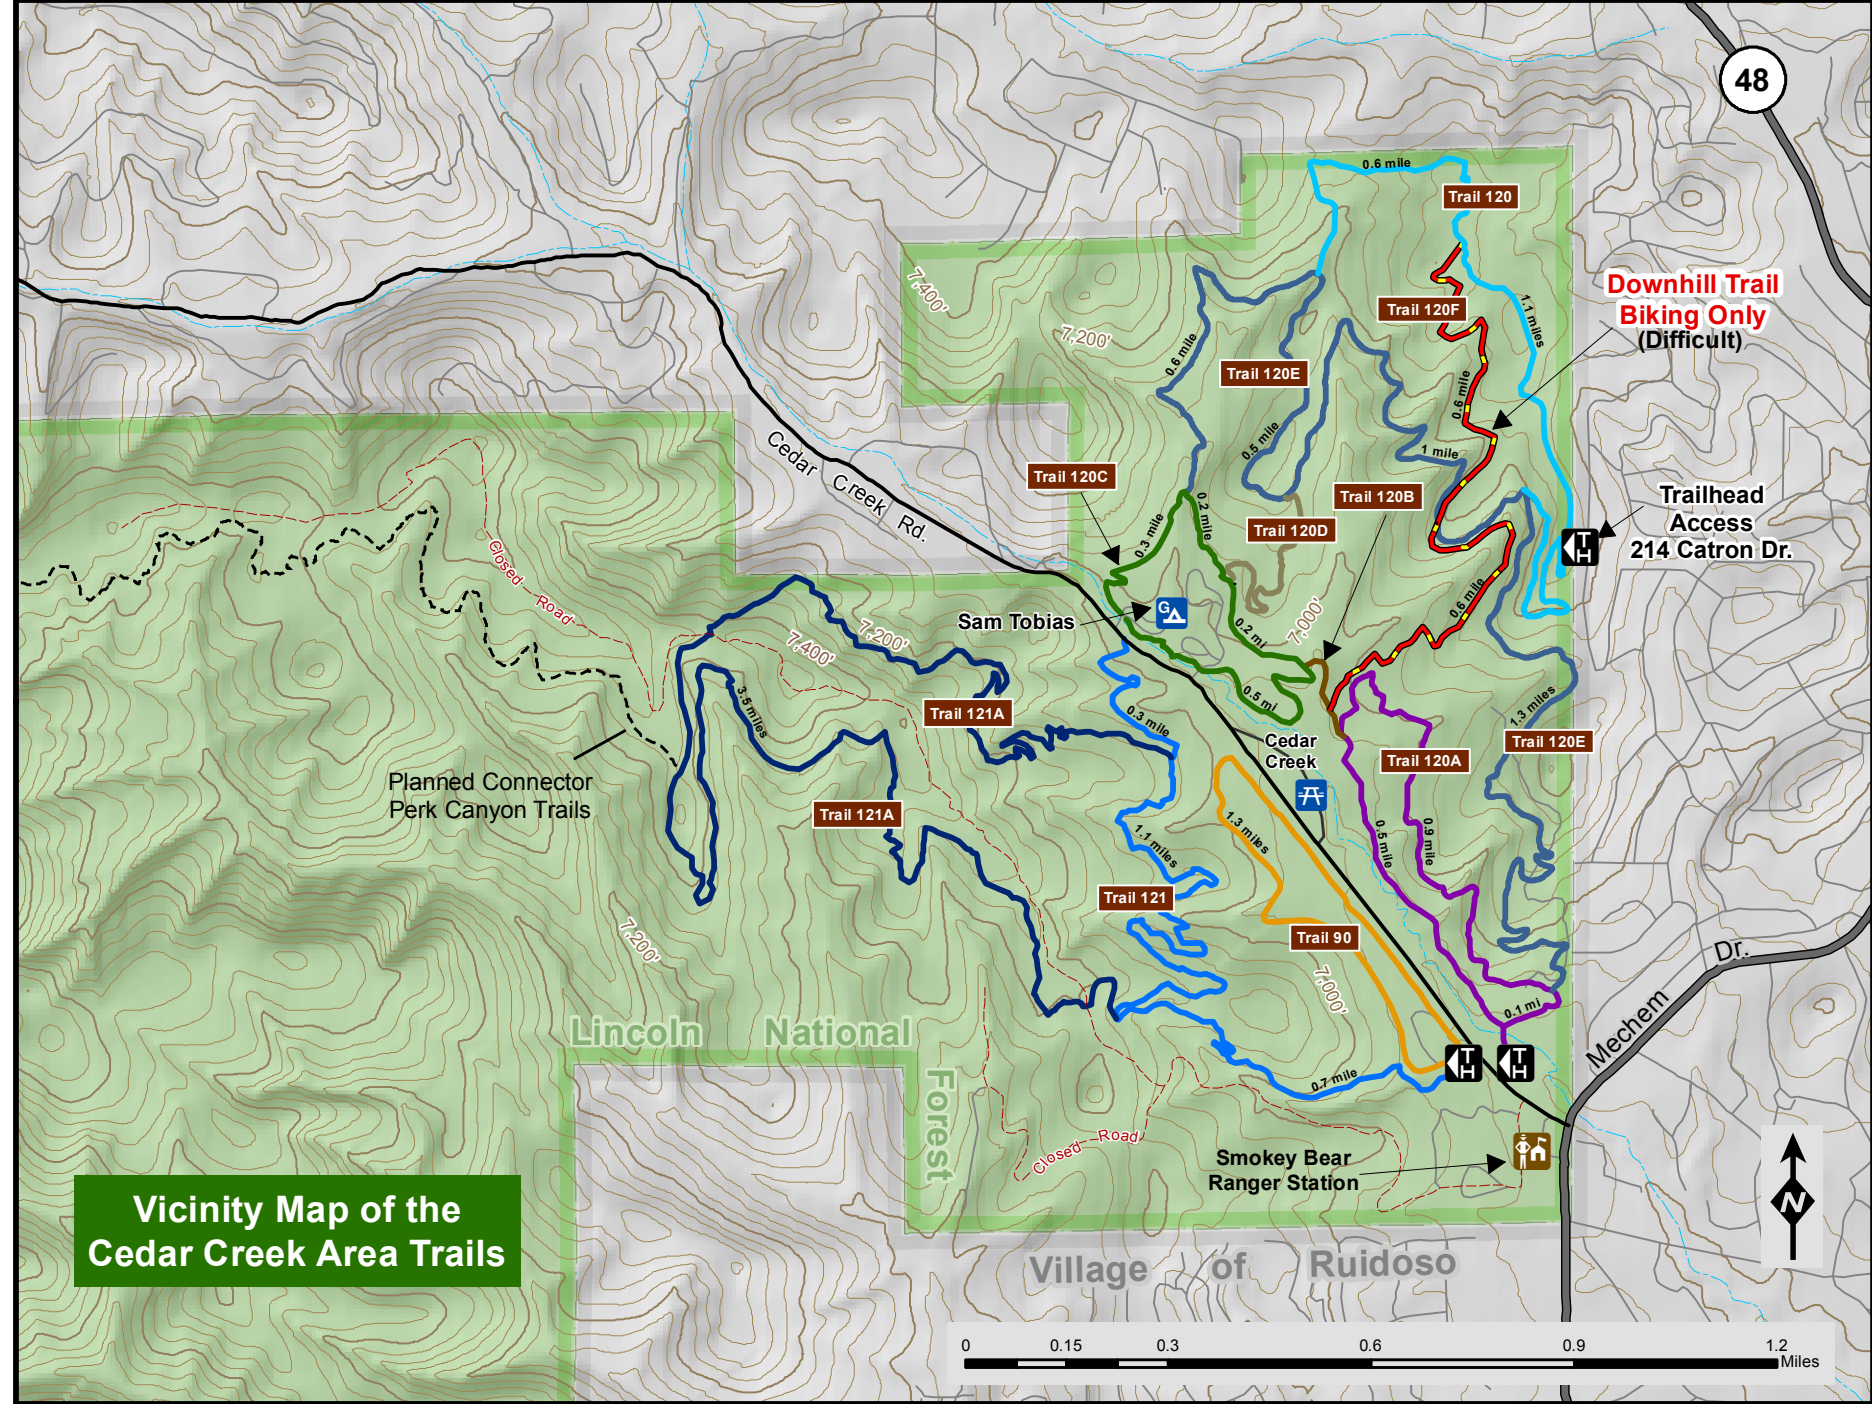 48
0.6 mile
Trail 120
7,400'
7,200'
Downhill Trail
Biking Only
(Difficult)
1.1 miles
Trail 120F
0.6 mile
Trail 120E
0.6 mile
0.5 mile
1 mile
Cedar Creek Rd.
Trail 120C
Trail 120B
Trailhead
Access
214 Catron Dr.
TH
0.3 mile
0.2 mile
Trail 120D
Closed Road
Sam Tobias
G
7,000'
0.6 mile
0.2 mi
7,200'
7,400'
0.5 mi
3.5 miles
Trail 121A
0.3 mile
1.3 miles
Trail 120E
Cedar
Creek
Trail 120A
Planned Connector
Perk Canyon Trails
Trail 121A
1.1 miles
1.3 miles
0.5 mile
0.9 mile
Trail 121
Trail 90
7,200'
7,000'
Dr.
Mechem
0.1 mi
Lincoln National
Forest
TH
TH
0.7 mile
Closed Road
Smokey Bear
Ranger Station
N
Vicinity Map of the
Cedar Creek Area Trails
Village of Ruidoso
0 0.15 0.3 0.6 0.9 1.2
Miles